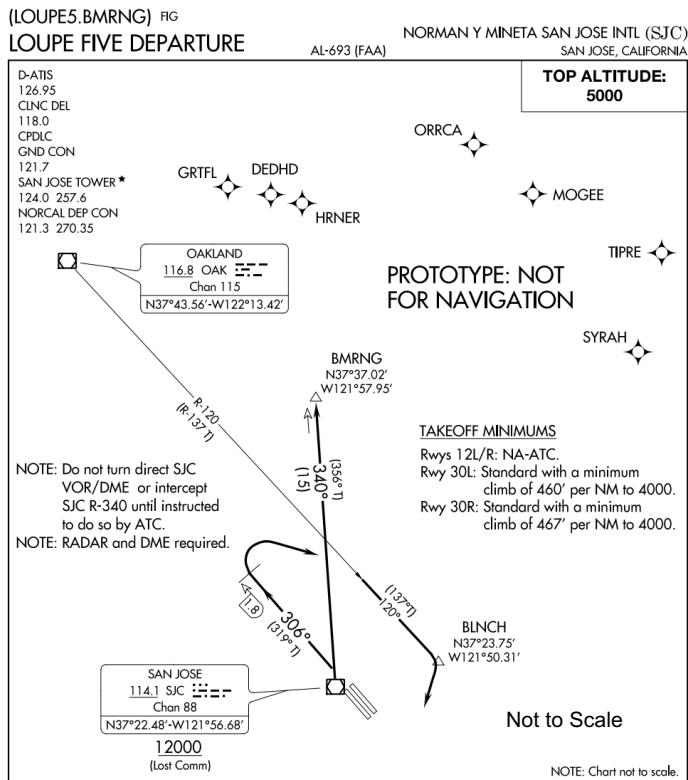 (LOUPE5.BMRNG) FIG
LOUPE FIVE DEPARTURE
AL-693 (FAA)
NORMAN Y MINETA SAN JOSE INTL (SJC)
SAN JOSE, CALIFORNIA
TOP ALTITUDE:
5000
D-ATIS
126.95
CLNC DEL
118.0
CPDLC
GND CON
121.7
SAN JOSE TOWER★
124.0 257.6
NORCAL DEP CON
121.3 270.35
GRTFL
DEDHD
HRNER
ORRCA
MOGEE
TIPRE
SYRAH
OAKLAND
116.8 OAK
Chan 115
N37°43.56'-W122°13.42'
PROTOTYPE: NOT
FOR NAVIGATION
BMRNG
N37°37.02'
W121°57.95'
R-120
(R-137 T)
(356° T)
340°
(15)
TAKEOFF MINIMUMS
Rwys 12L/R: NA-ATC.
Rwy 30L: Standard with a minimum
climb of 460' per NM to 4000.
Rwy 30R: Standard with a minimum
climb of 467' per NM to 4000.
NOTE: Do not turn direct SJC
VOR/DME or intercept
SJC R-340 until instructed
to do so by ATC.
NOTE: RADAR and DME required.
1.8
306°
(319° T)
(137°T)
120°
BLNCH
N37°23.75'
W121°50.31'
SAN JOSE
114.1 SJC
Chan 88
N37°22.48'-W121°56.68'
12000
(Lost Comm)
Not to Scale
NOTE: Chart not to scale.